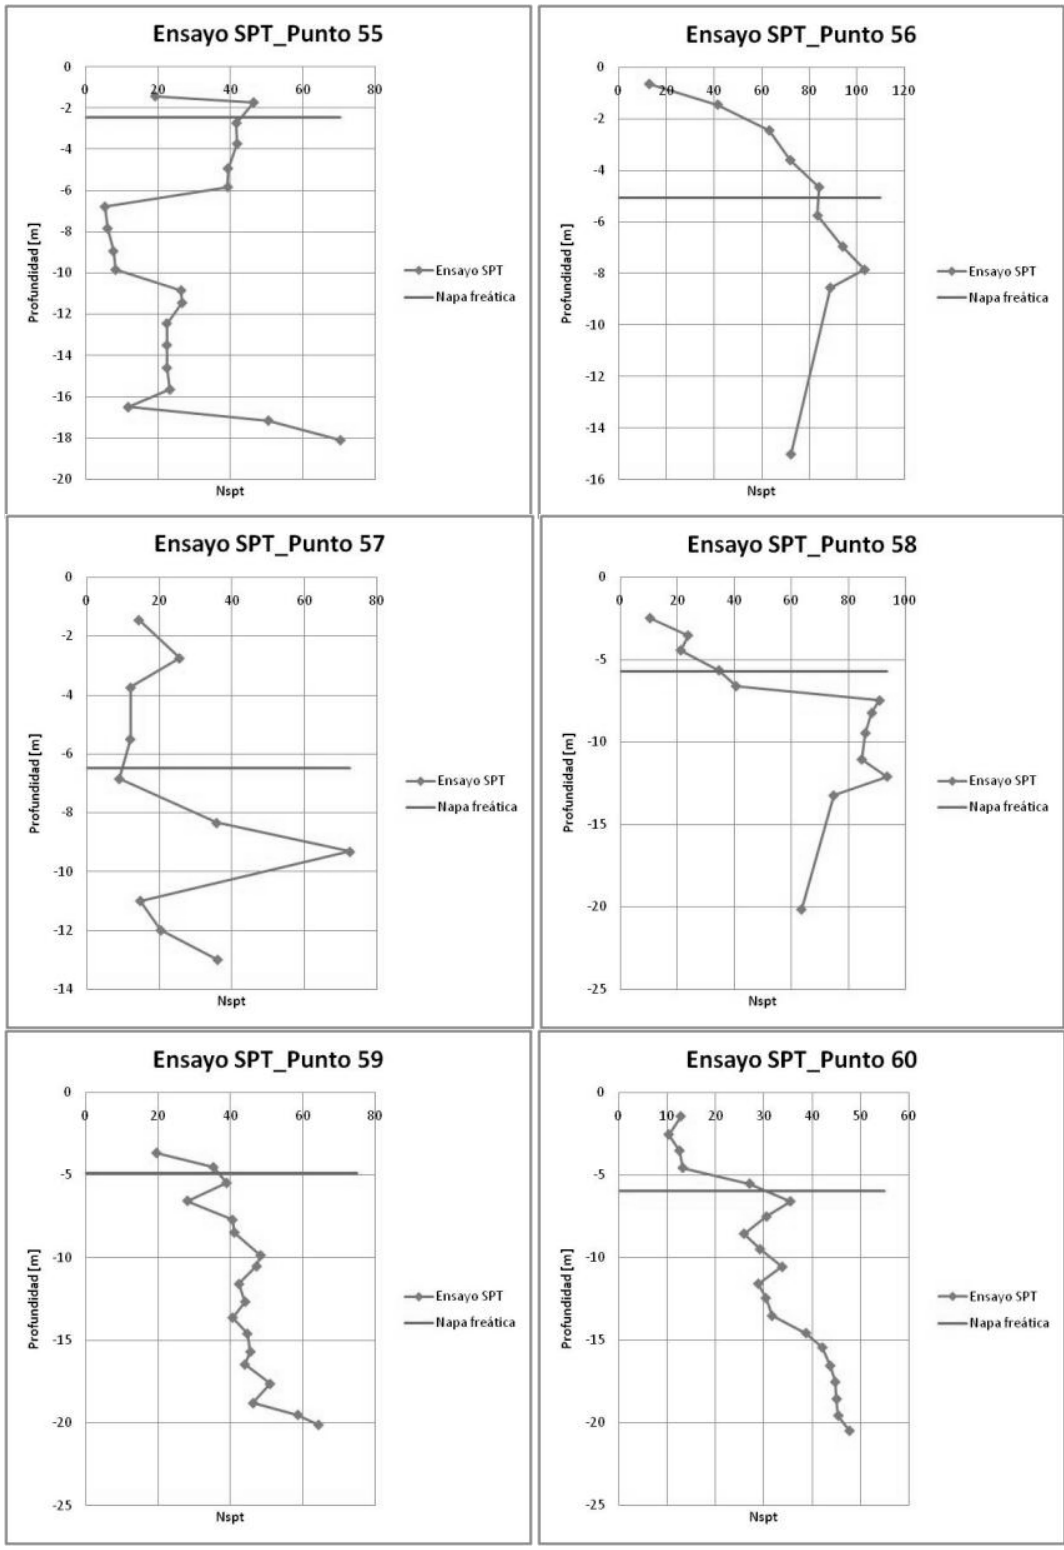 Ensayo SPT_Punto 55
0
0 20 40 60 80
-2
-4
-6
-8
-10
-12
-14
-16
-18
-20
Profundidad [m]
Nspt
Ensayo SPT
Napa freática
Ensayo SPT_Punto 56
0
0 20 40 60 80 100 120
-2
-4
-6
-8
-10
-12
-14
-16
Profundidad [m]
Nspt
Ensayo SPT
Napa freática
Ensayo SPT_Punto 57
0
0 20 40 60 80
-2
-4
-6
-8
-10
-12
-14
Profundidad [m]
Nspt
Ensayo SPT
Napa freática
Ensayo SPT_Punto 58
0
0 20 40 60 80 100
-5
-10
-15
-20
-25
Profundidad [m]
Nspt
Ensayo SPT
Napa freática
Ensayo SPT_Punto 59
0
0 20 40 60 80
-5
-10
-15
-20
-25
Profundidad [m]
Nspt
Ensayo SPT
Napa freática
Ensayo SPT_Punto 60
0
0 10 20 30 40 50 60
-5
-10
-15
-20
-25
Profundidad [m]
Nspt
Ensayo SPT
Napa freática